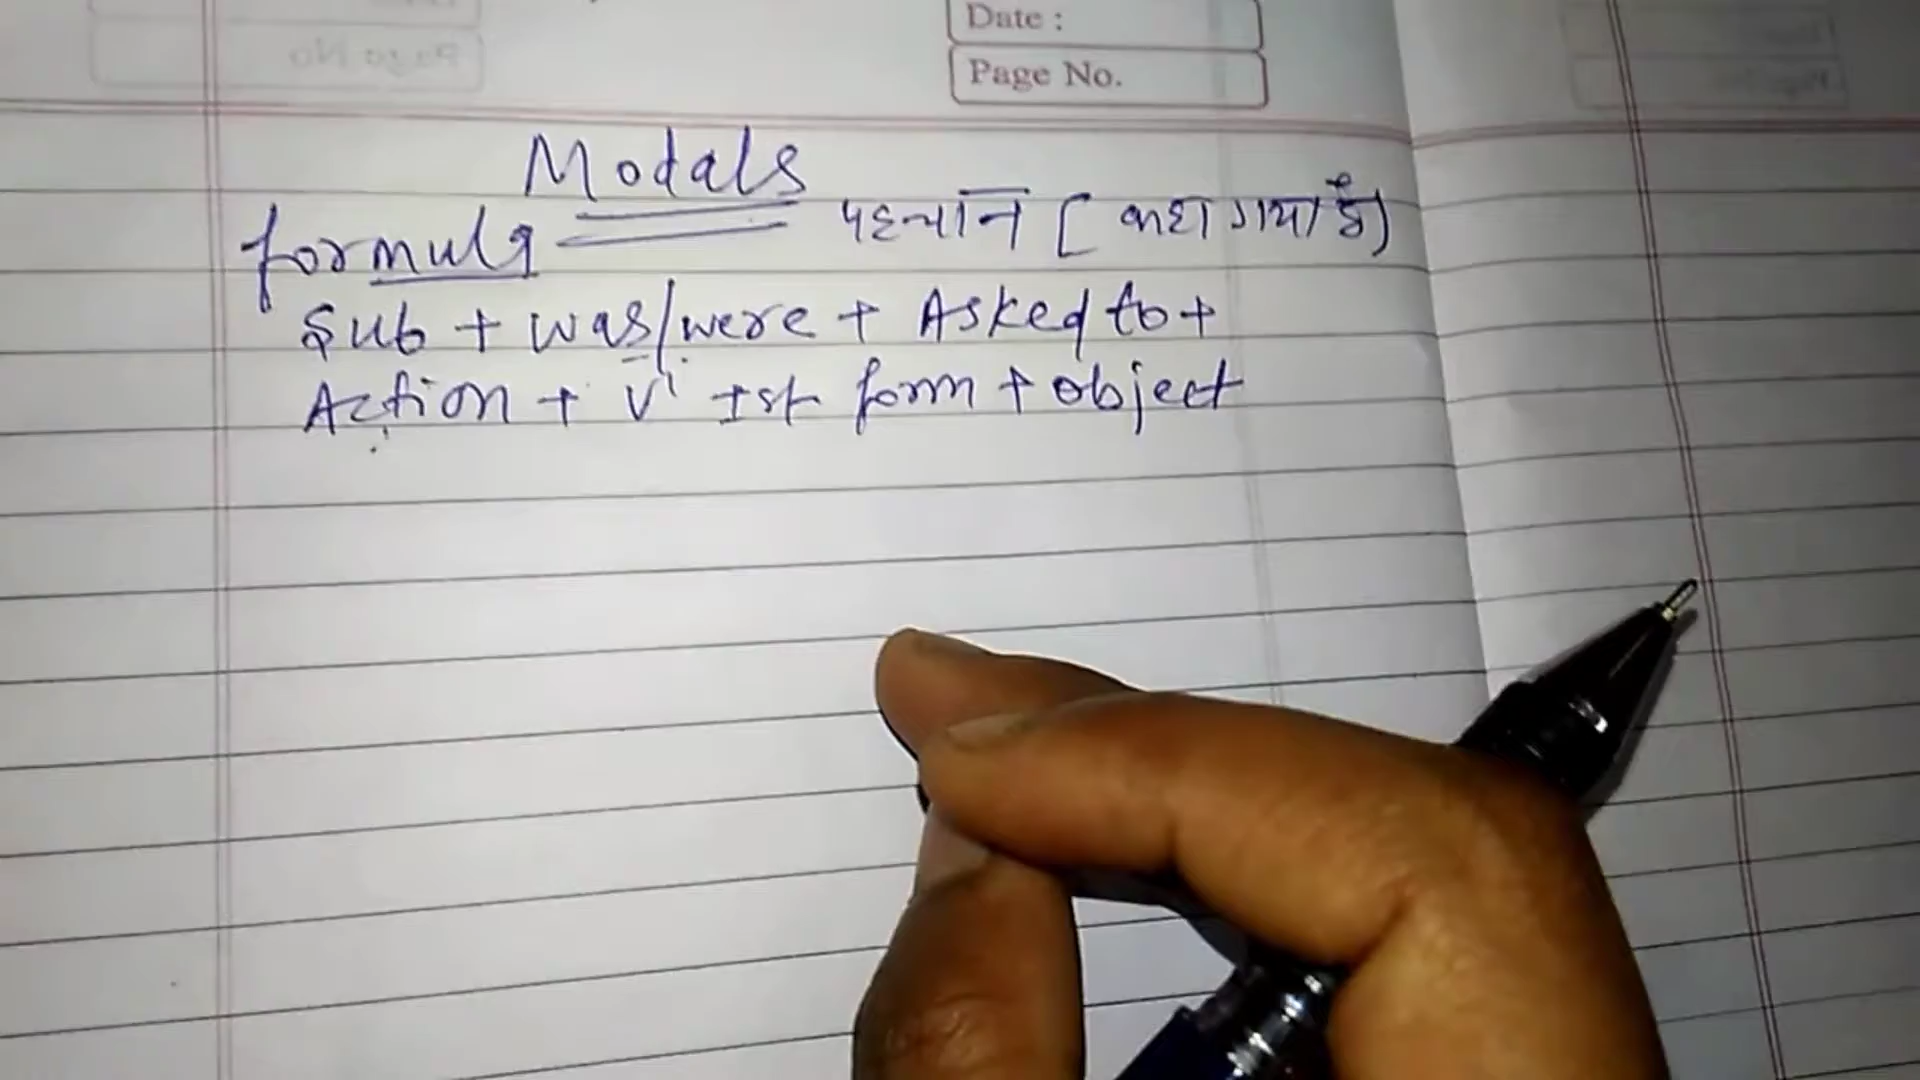 Date :
Page No.
Modals
formula पहचान [ कहा गया है)
Sub + was/were + Asked to +
Action + V¹ Ist form + object